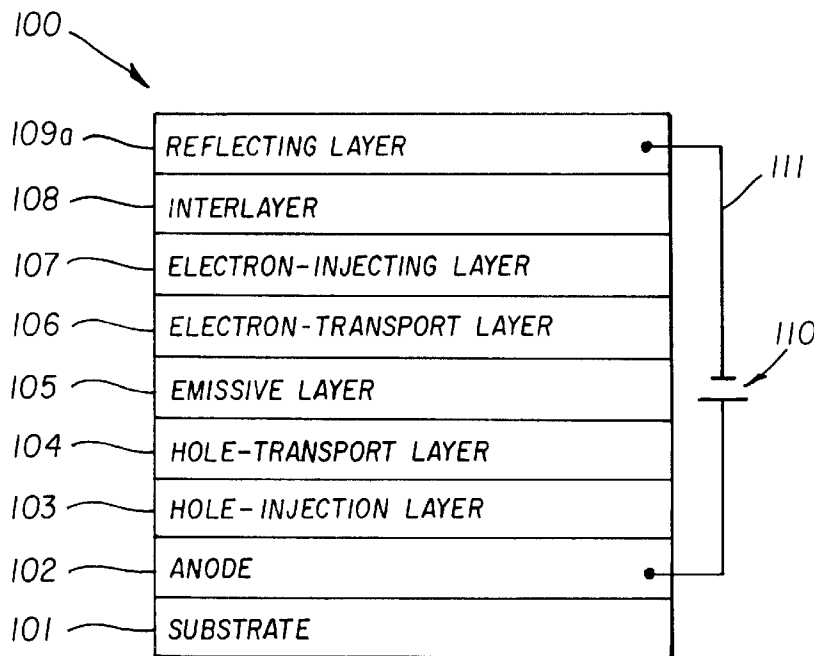 100
109a REFLECTING LAYER
111
108 INTERLAYER
107 ELECTRON-INJECTING LAYER
106 ELECTRON-TRANSPORT LAYER
110
105 EMISSIVE LAYER
104 HOLE-TRANSPORT LAYER
103 HOLE-INJECTION LAYER
102 ANODE
101 SUBSTRATE